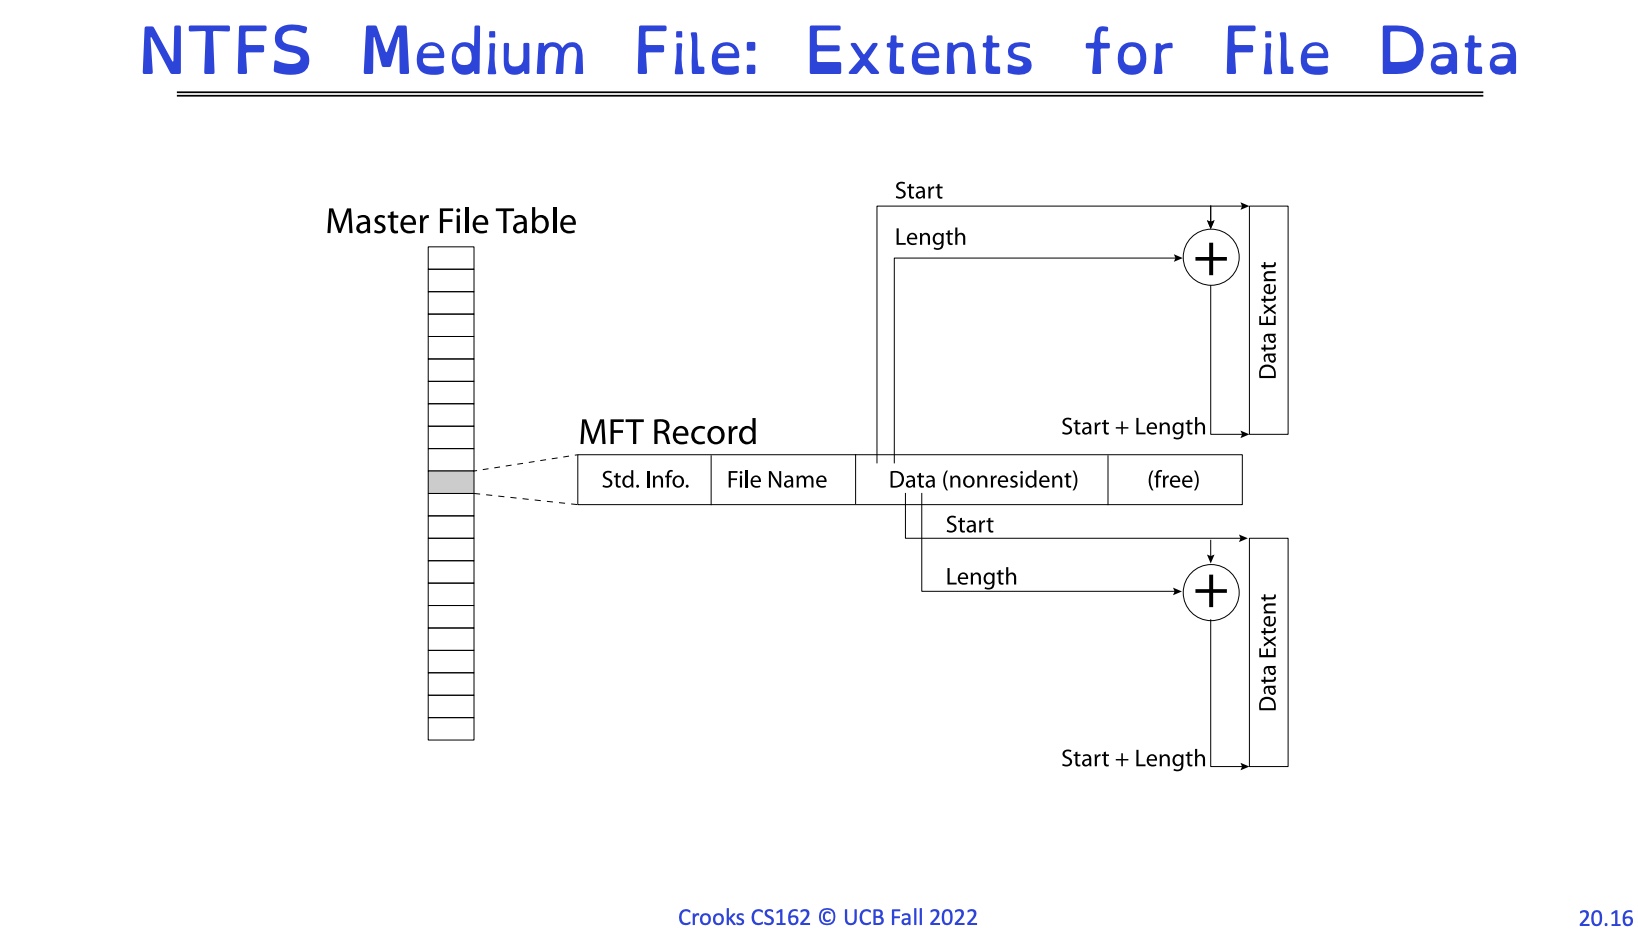 NTFS Medium File: Extents for File Data
Start
Master File Table
Length
Data Extent
Start + Length
MFT Record
Std. Info.
File Name
Data (nonresident)
(free)
Start
Length
Data Extent
Start + Length
Crooks CS162 © UCB Fall 2022
20.16